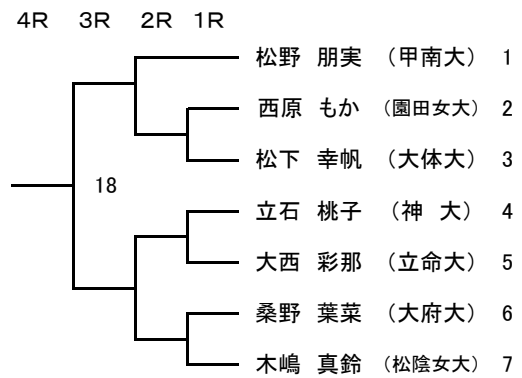 4R 3R 2R 1R
松野 朋実 （甲南大） 1
西原 もか （園田女大） 2
松下 幸帆 （大体大） 3
18
立石 桃子 （神 大） 4
大西 彩那 （立命大） 5
桑野 葉菜 （大府大） 6
木嶋 真鈴 （松陰女大） 7